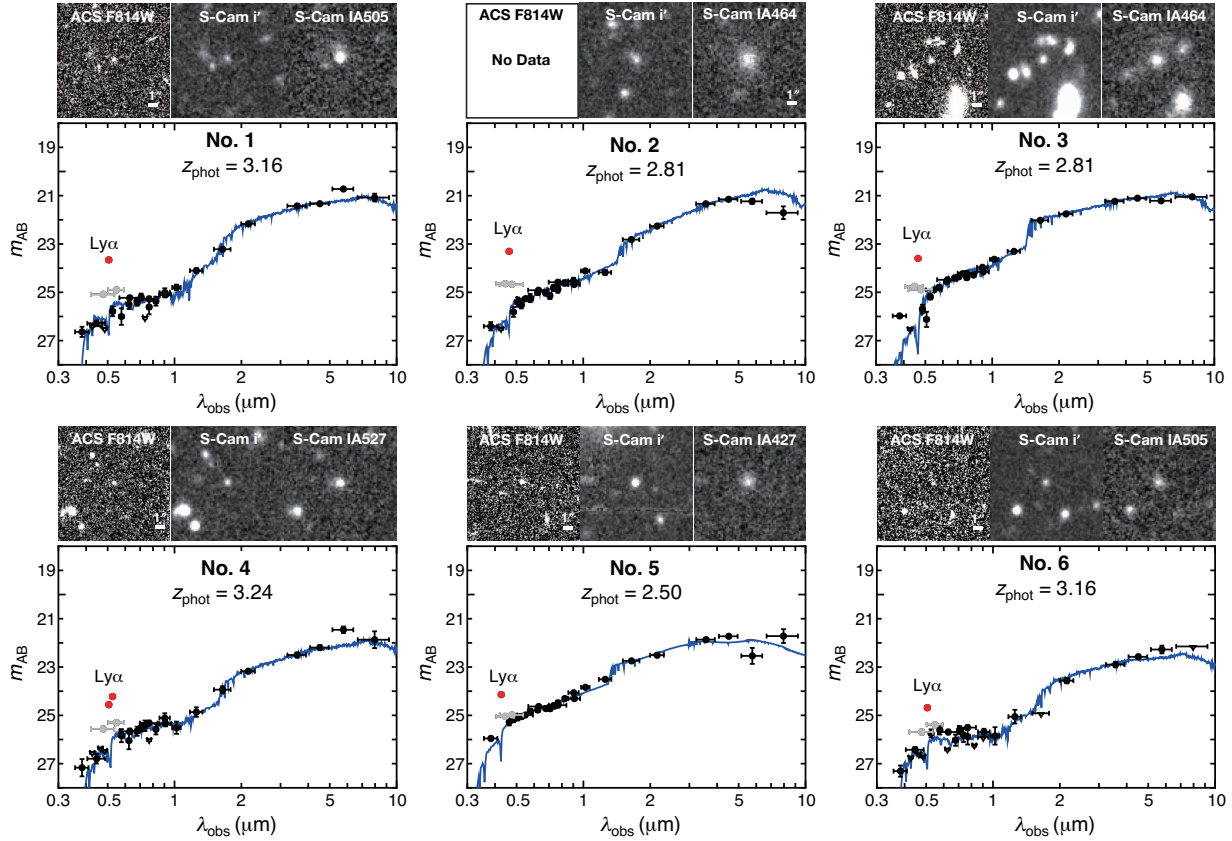 ACS F814W S-Cam i′ S-Cam IA505
1″
No. 1
z_phot = 3.16
Lyα
19
21
23
25
27
m_AB
0.3 0.5 1 2 5 10
λ_obs (μm)
ACS F814W S-Cam i′ S-Cam IA464
No Data
1″
No. 2
z_phot = 2.81
Lyα
19
21
23
25
27
m_AB
0.3 0.5 1 2 5 10
λ_obs (μm)
ACS F814W S-Cam i′ S-Cam IA464
1″
No. 3
z_phot = 2.81
Lyα
19
21
23
25
27
m_AB
0.3 0.5 1 2 5 10
λ_obs (μm)
ACS F814W S-Cam i′ S-Cam IA527
1″
No. 4
z_phot = 3.24
Lyα
19
21
23
25
27
m_AB
0.3 0.5 1 2 5 10
λ_obs (μm)
ACS F814W S-Cam i′ S-Cam IA427
1″
No. 5
z_phot = 2.50
Lyα
19
21
23
25
27
m_AB
0.3 0.5 1 2 5 10
λ_obs (μm)
ACS F814W S-Cam i′ S-Cam IA505
1″
No. 6
z_phot = 3.16
Lyα
19
21
23
25
27
m_AB
0.3 0.5 1 2 5 10
λ_obs (μm)